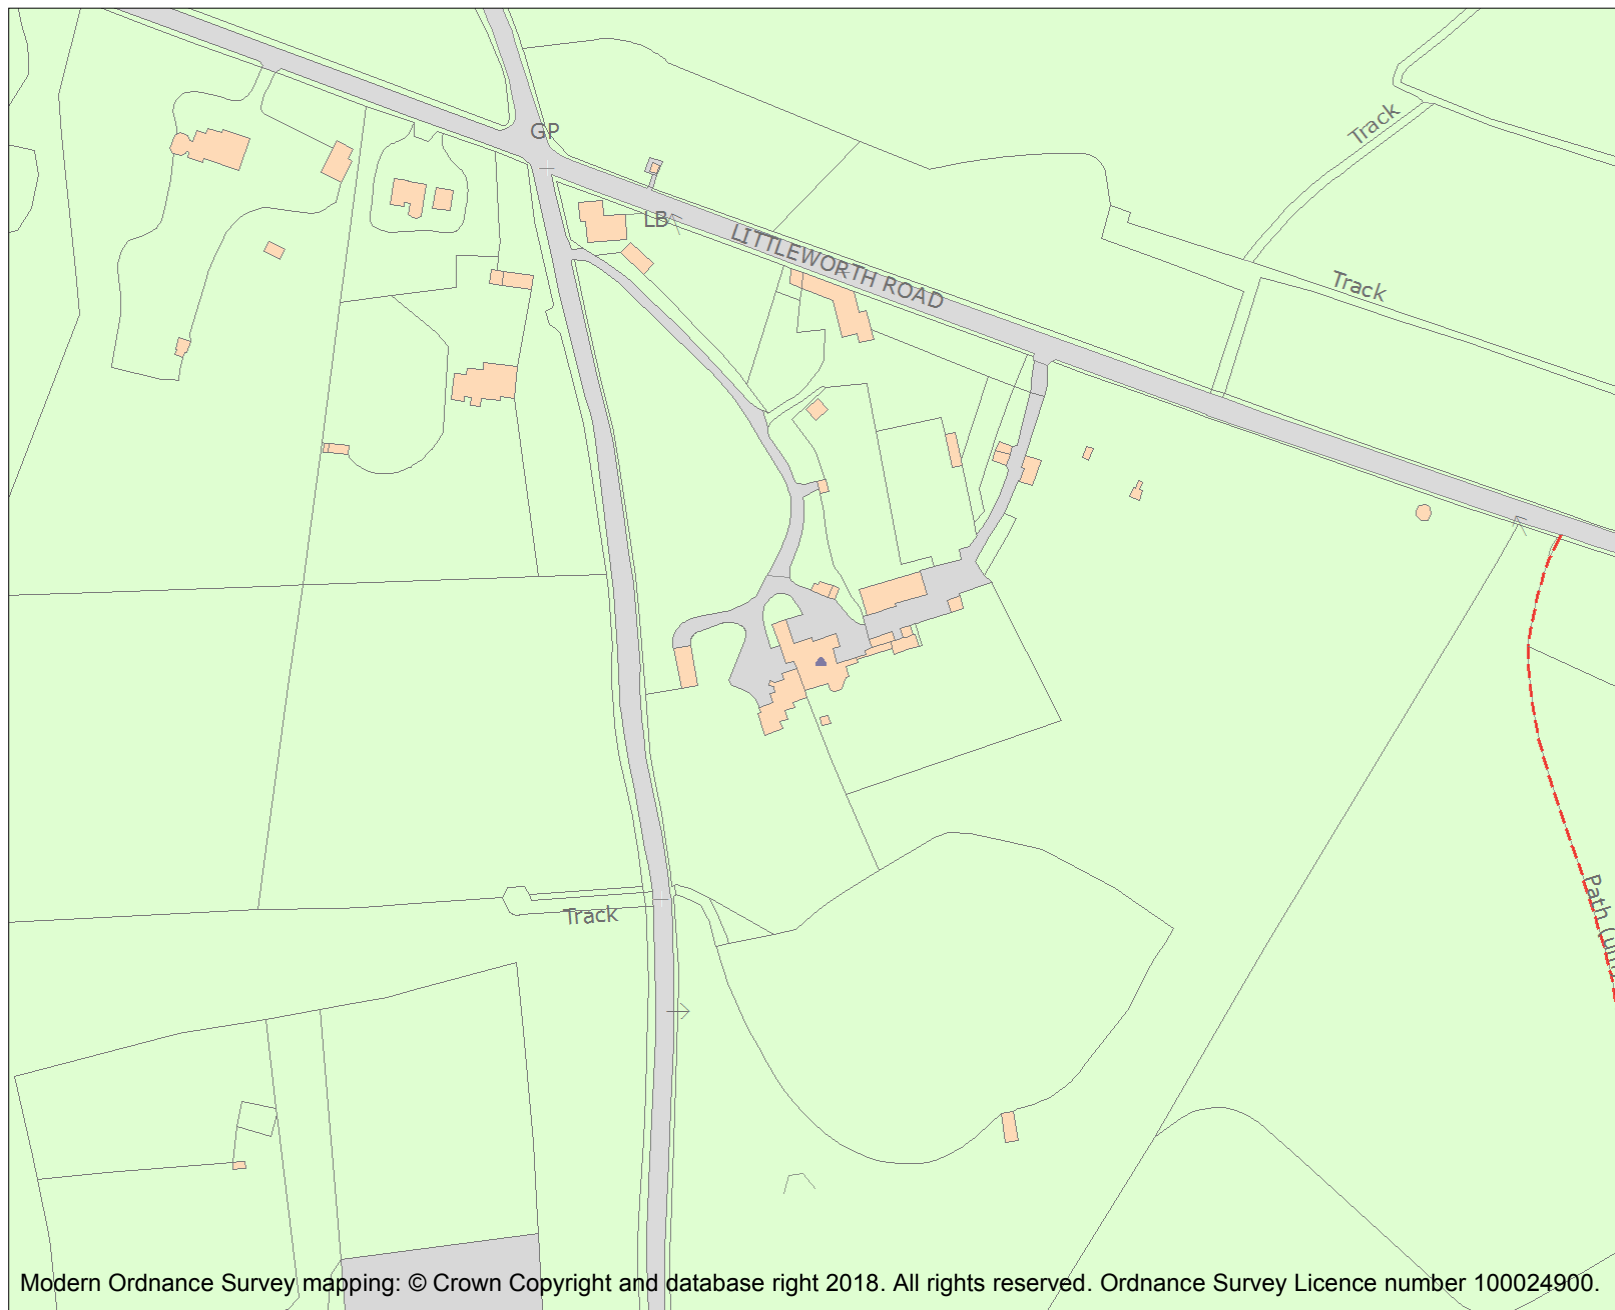 GP
Track
LB
LITTLEWORTH ROAD
Track
Path
Track
Modern Ordnance Survey mapping: © Crown Copyright and database right 2018. All rights reserved. Ordnance Survey Licence number 100024900.